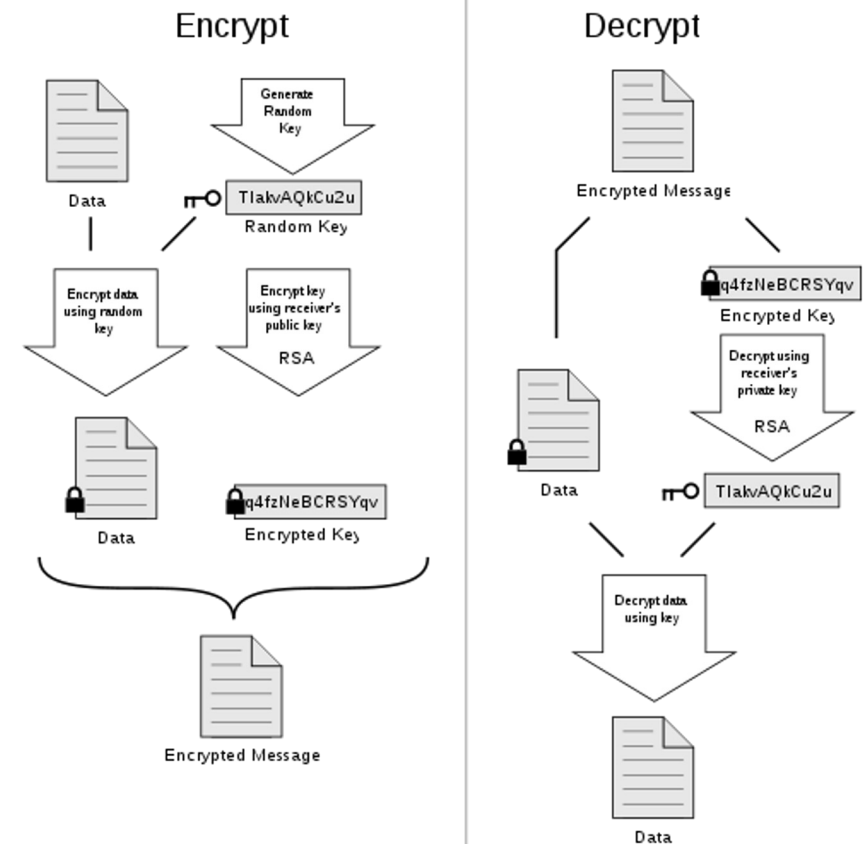 Encrypt
Data
Generate
Random
Key
TIakvAQkCu2u
Random Key
Encrypt data
using random
key
Encrypt key
using receiver's
public key
RSA
Data
q4fzNeBCRSYqv
Encrypted Key
Encrypted Message
Decrypt
Encrypted Message
q4fzNeBCRSYqv
Encrypted Key
Decrypt using
receiver's
private key
RSA
Data
TIakvAQkCu2u
Decrypt data
using key
Data